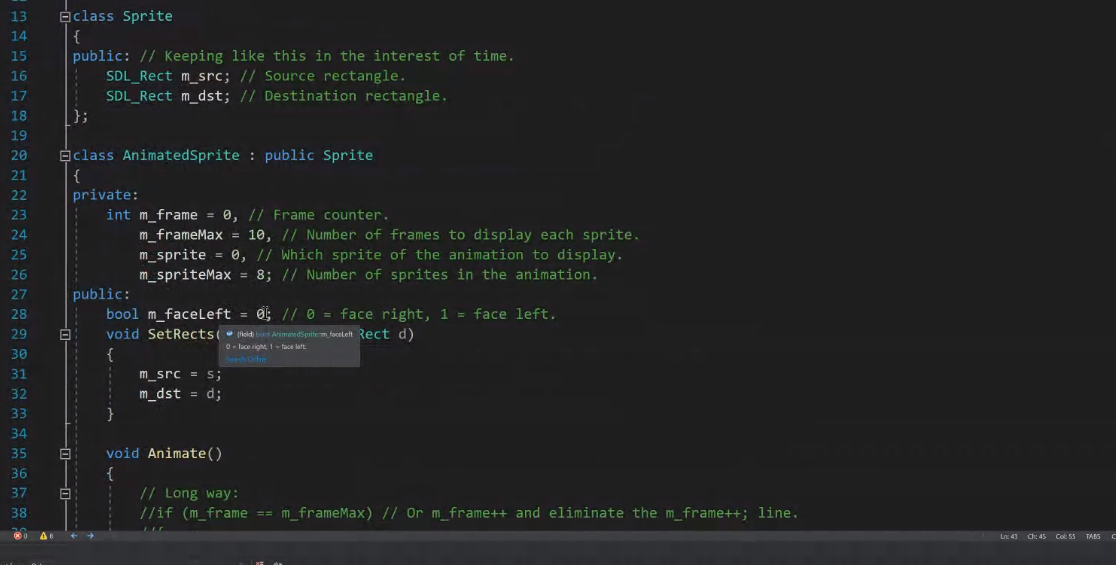 13 class Sprite
14 {
15 public: // Keeping like this in the interest of time.
16 SDL_Rect m_src; // Source rectangle.
17 SDL_Rect m_dst; // Destination rectangle.
18 };
19
20 class AnimatedSprite : public Sprite
21 {
22 private:
23 int m_frame = 0, // Frame counter.
24 m_frameMax = 10, // Number of frames to display each sprite.
25 m_sprite = 0, // Which sprite of the animation to display.
26 m_spriteMax = 8; // Number of sprites in the animation.
27 public:
28 bool m_faceLeft = 0; // 0 = face right, 1 = face left.
29 void SetRects( Rect d)
(field) bool AnimatedSprite::m_faceLeft
0 = face right, 1 = face left.
Search Online
30 {
31 m_src = s;
32 m_dst = d;
33 }
34
35 void Animate()
36 {
37 // Long way:
38 //if (m_frame == m_frameMax) // Or m_frame++ and eliminate the m_frame++; line.
//{
0 6 Ln: 43 Ch: 45 Col: 55 TABS